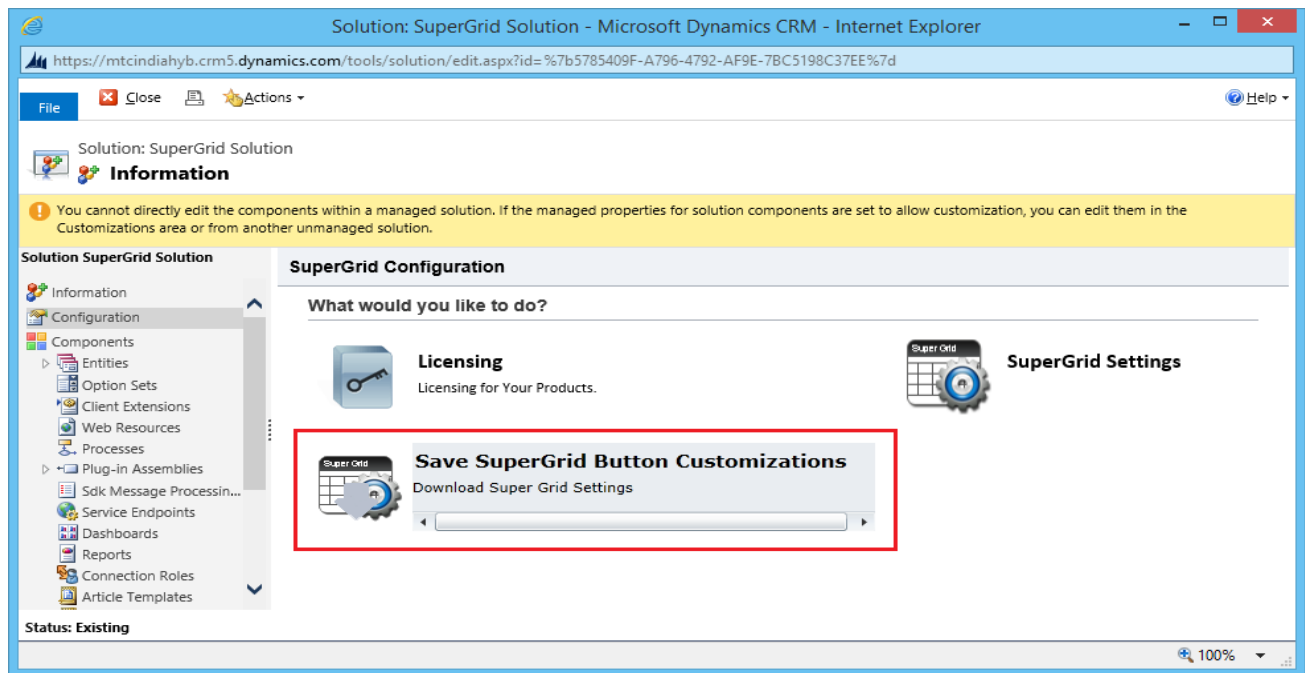 Solution: SuperGrid Solution - Microsoft Dynamics CRM - Internet Explorer
https://mtcindiahyb.crm5.dynamics.com/tools/solution/edit.aspx?id=%7b5785409F-A796-4792-AF9E-7BC5198C37EE%7d
File Close Actions Help
Solution: SuperGrid Solution
Information
You cannot directly edit the components within a managed solution. If the managed properties for solution components are set to allow customization, you can edit them in the
Customizations area or from another unmanaged solution.
Solution SuperGrid Solution
Information
Configuration
Components
Entities
Option Sets
Client Extensions
Web Resources
Processes
Plug-in Assemblies
Sdk Message Processin...
Service Endpoints
Dashboards
Reports
Connection Roles
Article Templates
SuperGrid Configuration
What would you like to do?
Licensing
Licensing for Your Products.
Super Grid
SuperGrid Settings
Super Grid
Save SuperGrid Button Customizations
Download Super Grid Settings
Status: Existing
100%